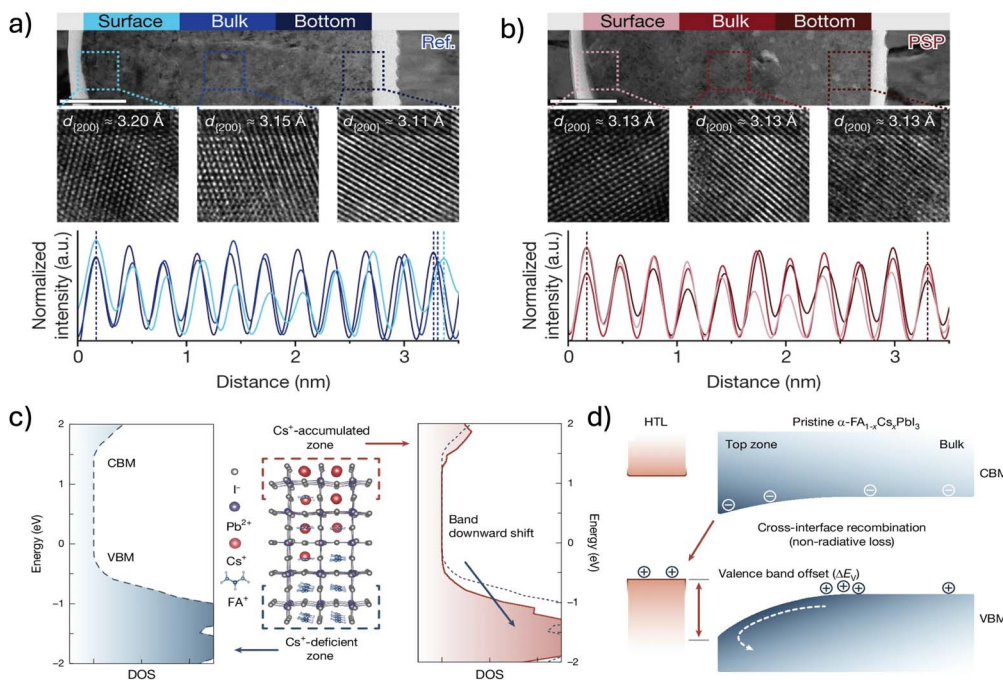 a)
Surface Bulk Bottom
Ref.
d{200} ≈ 3.20 Å
d{200} ≈ 3.15 Å
d{200} ≈ 3.11 Å
Normalized
intensity (a.u.)
0 1 2 3
Distance (nm)
b)
Surface Bulk Bottom
PSP
d{200} ≈ 3.13 Å
d{200} ≈ 3.13 Å
d{200} ≈ 3.13 Å
Normalized
intensity (a.u.)
0 1 2 3
Distance (nm)
c)
Energy (eV)
2
1
0
−1
−2
CBM
VBM
DOS
Cs⁺-accumulated
zone
I⁻
Pb²⁺
Cs⁺
FA⁺
Cs⁺-deficient
zone
Band
downward shift
DOS
2
1
0
−1
−2
Energy (eV)
d)
HTL
Pristine α-FA₁₋ₓCsₓPbI₃
Top zone
Bulk
CBM
Cross-interface recombination
(non-radiative loss)
Valence band offset (ΔEᵥ)
VBM